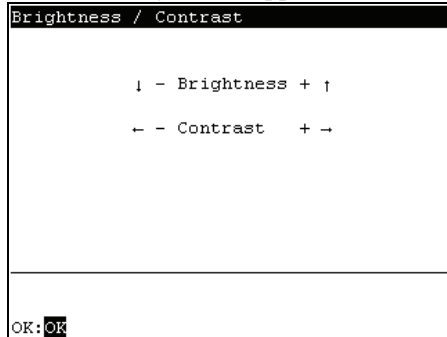 Brightness / Contrast
↓ - Brightness + ↑
← - Contrast + →
OK:OK